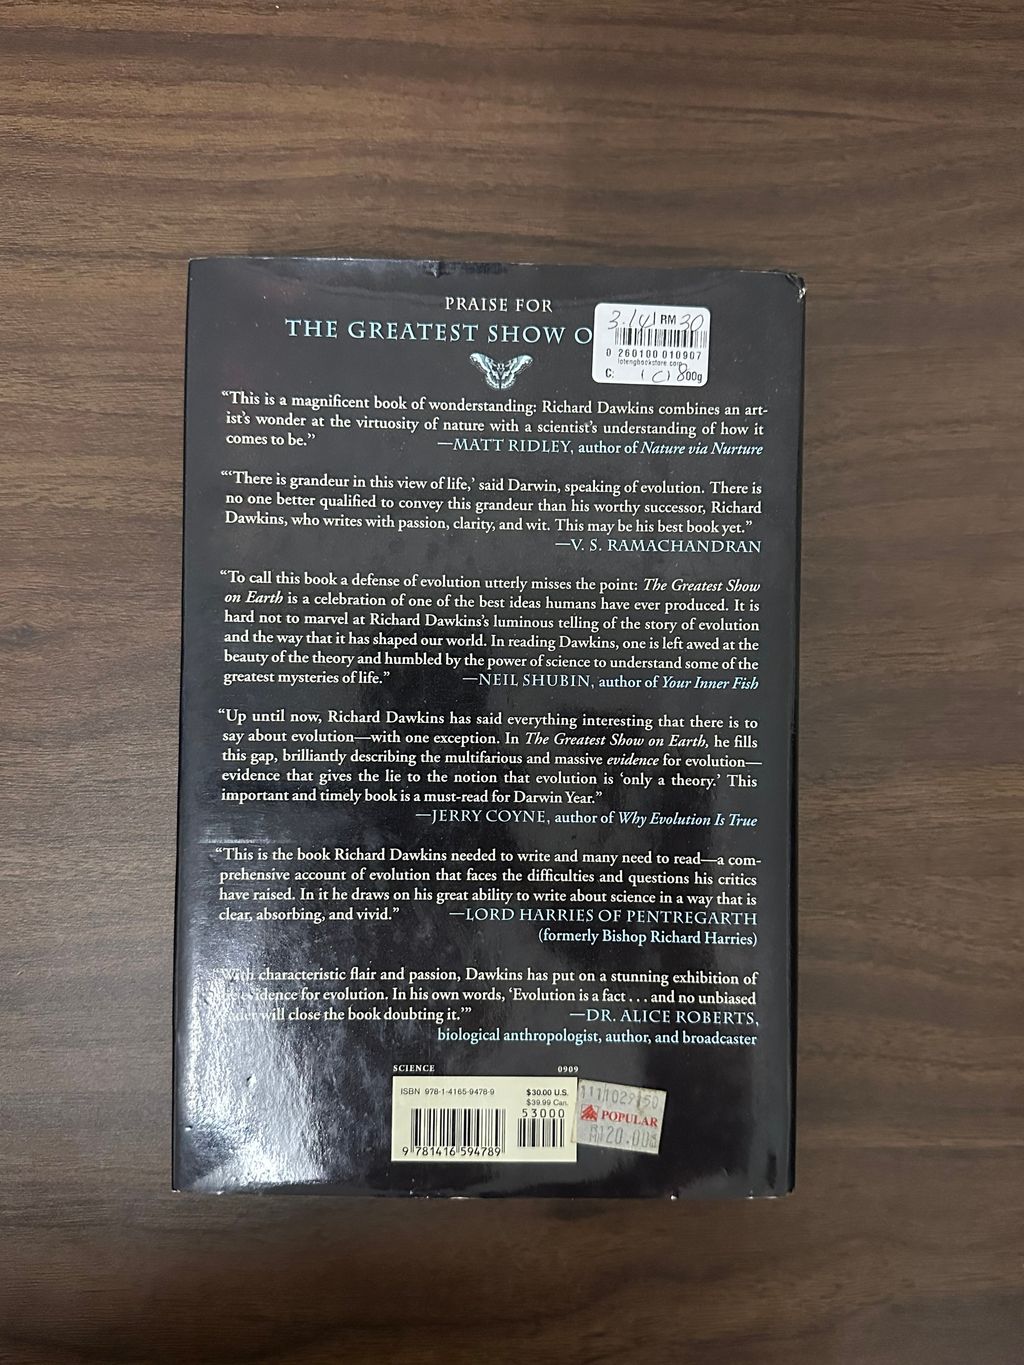 PRAISE FOR
THE GREATEST SHOW O
3.14 RM 30
0 260100 010907
lotengbookstore.com
C: (C) 800g
“This is a magnificent book of wonderstanding: Richard Dawkins combines an art-
ist’s wonder at the virtuosity of nature with a scientist’s understanding of how it
comes to be.” —MATT RIDLEY, author of Nature via Nurture
“‘There is grandeur in this view of life,’ said Darwin, speaking of evolution. There is
no one better qualified to convey this grandeur than his worthy successor, Richard
Dawkins, who writes with passion, clarity, and wit. This may be his best book yet.”
—V. S. RAMACHANDRAN
“To call this book a defense of evolution utterly misses the point: The Greatest Show
on Earth is a celebration of one of the best ideas humans have ever produced. It is
hard not to marvel at Richard Dawkins’s luminous telling of the story of evolution
and the way that it has shaped our world. In reading Dawkins, one is left awed at the
beauty of the theory and humbled by the power of science to understand some of the
greatest mysteries of life.” —NEIL SHUBIN, author of Your Inner Fish
“Up until now, Richard Dawkins has said everything interesting that there is to
say about evolution—with one exception. In The Greatest Show on Earth, he fills
this gap, brilliantly describing the multifarious and massive evidence for evolution—
evidence that gives the lie to the notion that evolution is ‘only a theory.’ This
important and timely book is a must-read for Darwin Year.”
—JERRY COYNE, author of Why Evolution Is True
“This is the book Richard Dawkins needed to write and many need to read—a com-
prehensive account of evolution that faces the difficulties and questions his critics
have raised. In it he draws on his great ability to write about science in a way that is
clear, absorbing, and vivid.” —LORD HARRIES OF PENTREGARTH
(formerly Bishop Richard Harries)
“With characteristic flair and passion, Dawkins has put on a stunning exhibition of
the evidence for evolution. In his own words, ‘Evolution is a fact . . . and no unbiased
reader will close the book doubting it.’” —DR. ALICE ROBERTS,
biological anthropologist, author, and broadcaster
SCIENCE 0909
ISBN 978-1-4165-9478-9 $30.00 U.S.
$39.99 Can.
53000
9 781416 594789
POPULAR